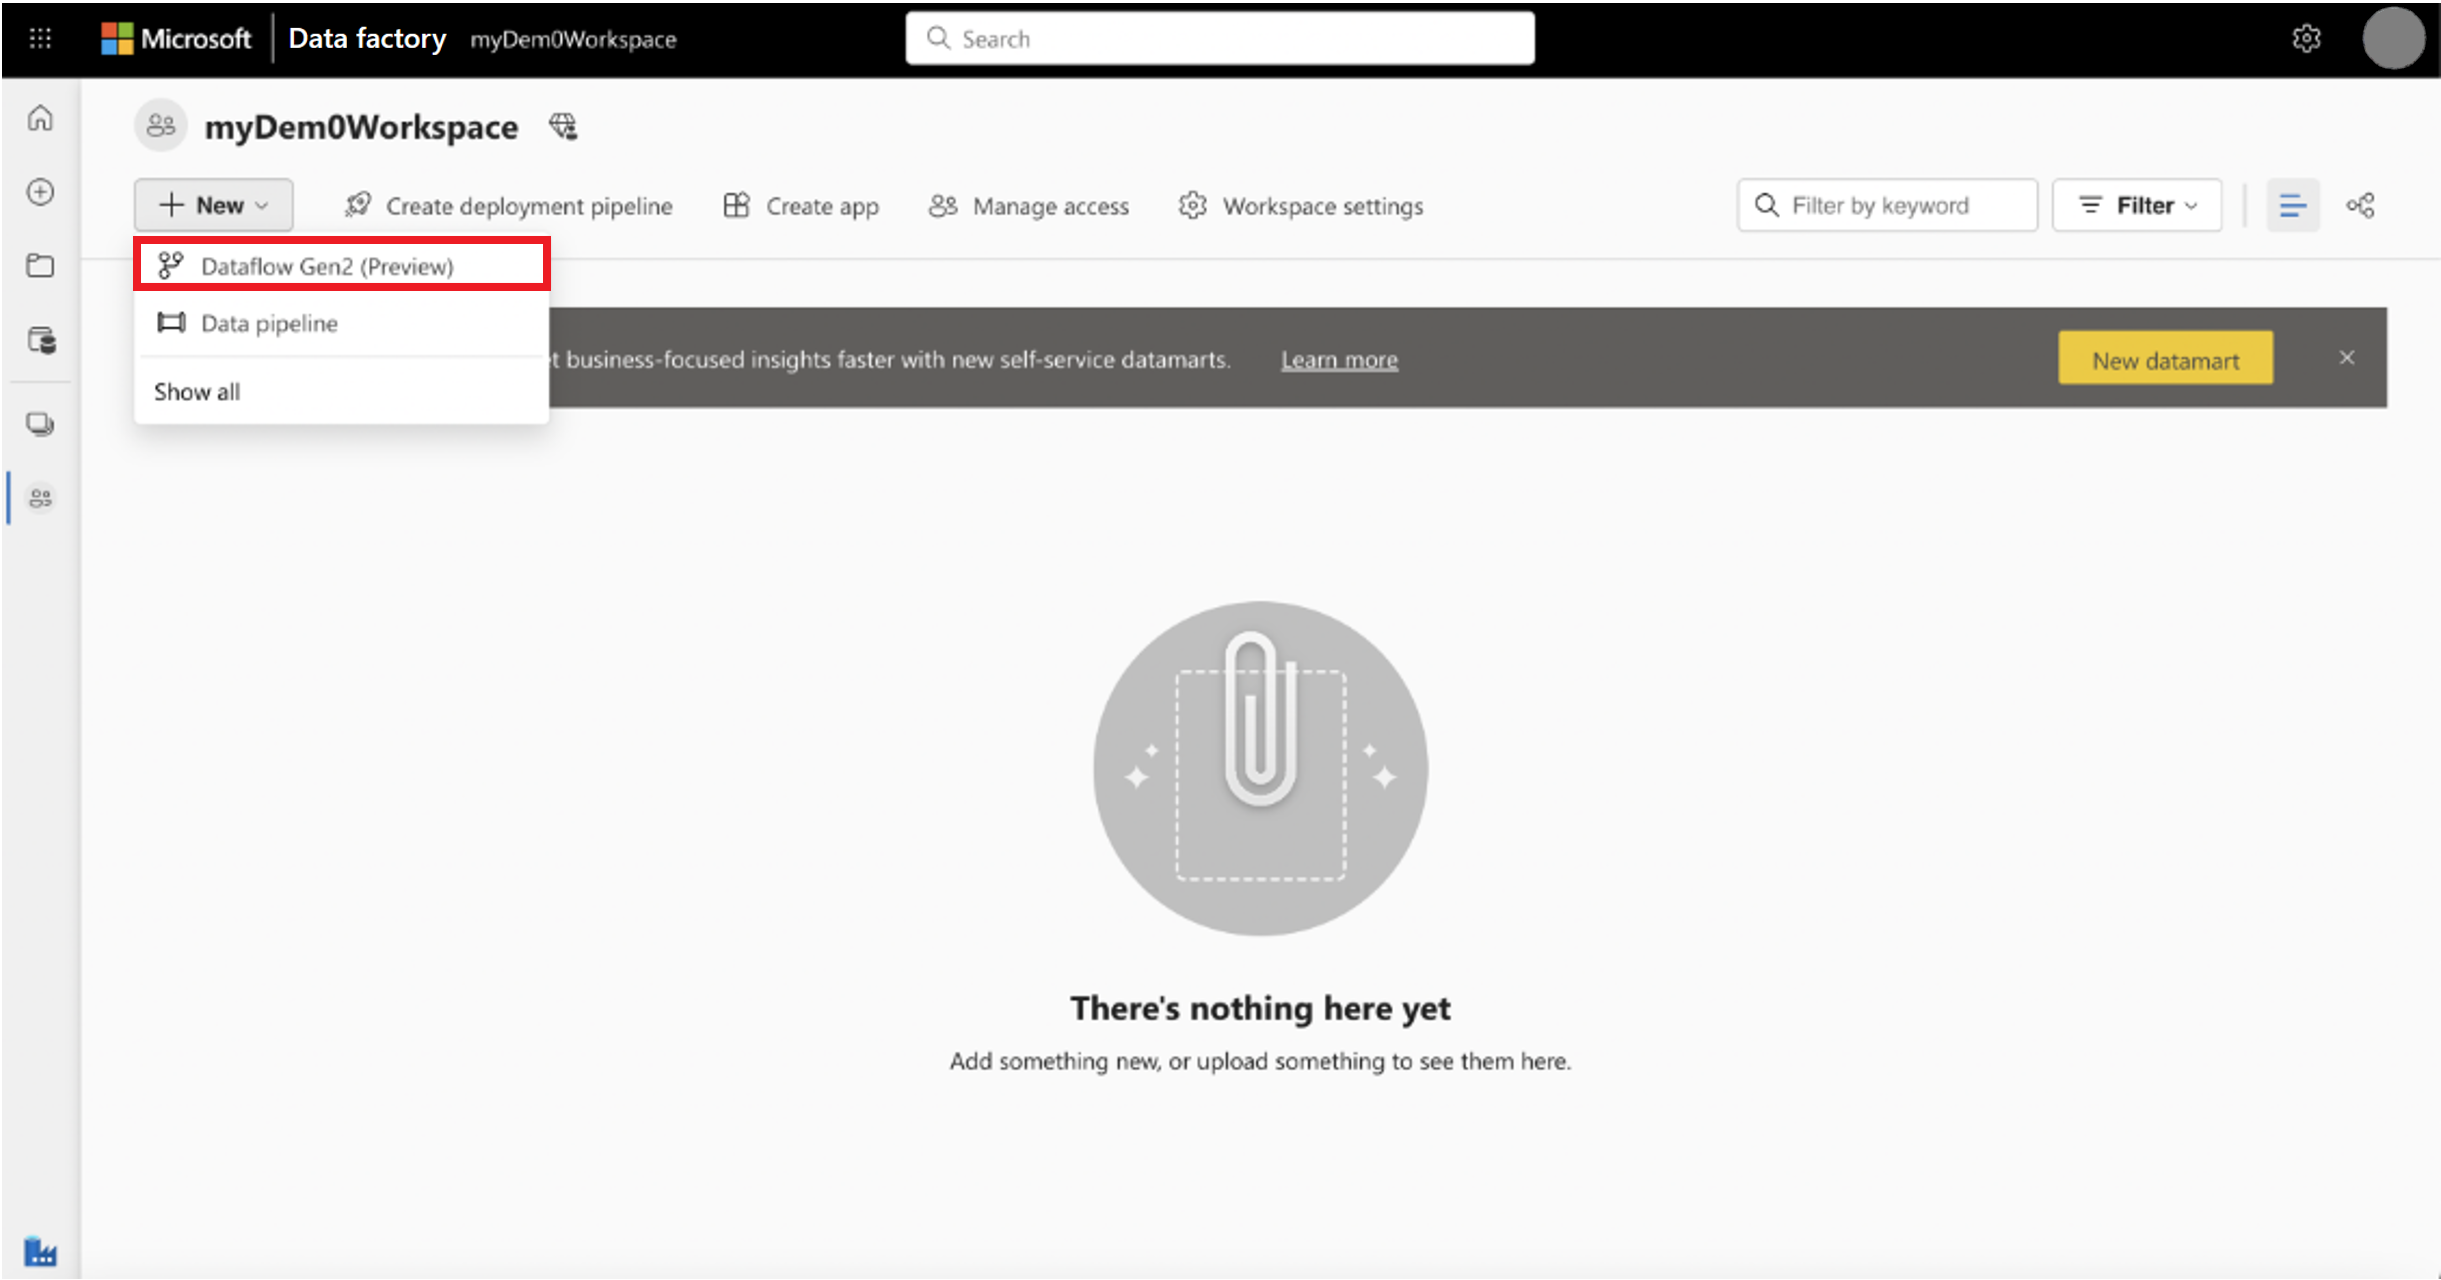 Microsoft Data factory myDem0Workspace Search
myDem0Workspace
New Create deployment pipeline Create app Manage access Workspace settings Filter by keyword Filter
Dataflow Gen2 (Preview)
Data pipeline
Show all
business-focused insights faster with new self-service datamarts. Learn more New datamart
There's nothing here yet
Add something new, or upload something to see them here.